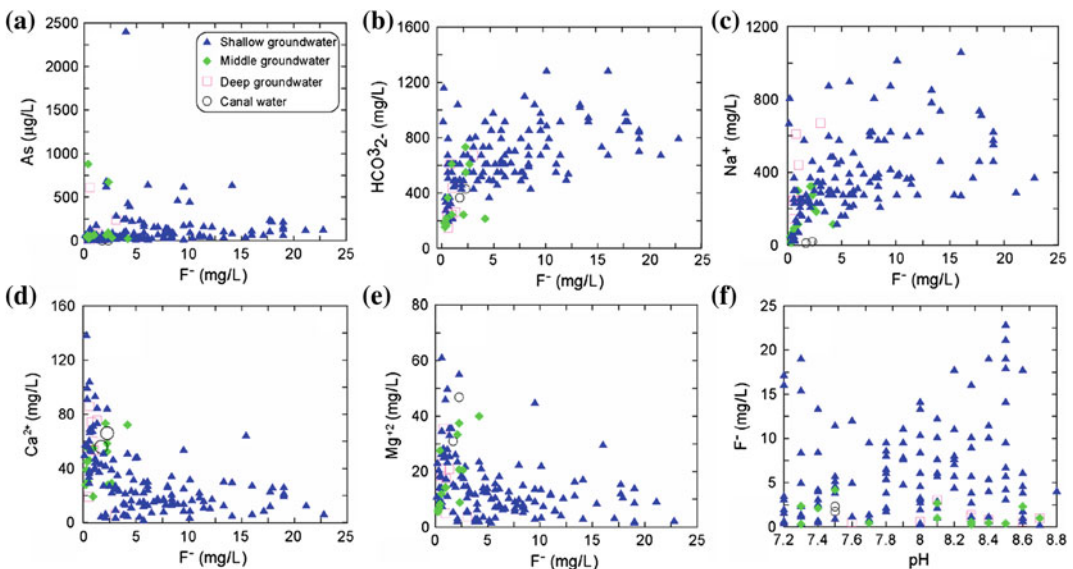 (a)
2500
2000
1500
1000
500
0
As (µg/L)
0 5 10 15 20 25
F⁻ (mg/L)
Shallow groundwater
Middle groundwater
Deep groundwater
Canal water
(b)
1600
1200
800
400
0
HCO³2- (mg/L)
0 5 10 15 20 25
F⁻ (mg/L)
(c)
1200
800
400
0
Na⁺ (mg/L)
0 5 10 15 20 25
F⁻ (mg/L)
(d)
160
120
80
40
0
Ca²⁺ (mg/L)
0 5 10 15 20 25
F⁻ (mg/L)
(e)
80
60
40
20
0
Mg⁺² (mg/L)
0 5 10 15 20 25
F⁻ (mg/L)
(f)
25
20
15
10
5
0
F⁻ (mg/L)
7.2 7.4 7.6 7.8 8 8.2 8.4 8.6 8.8
pH